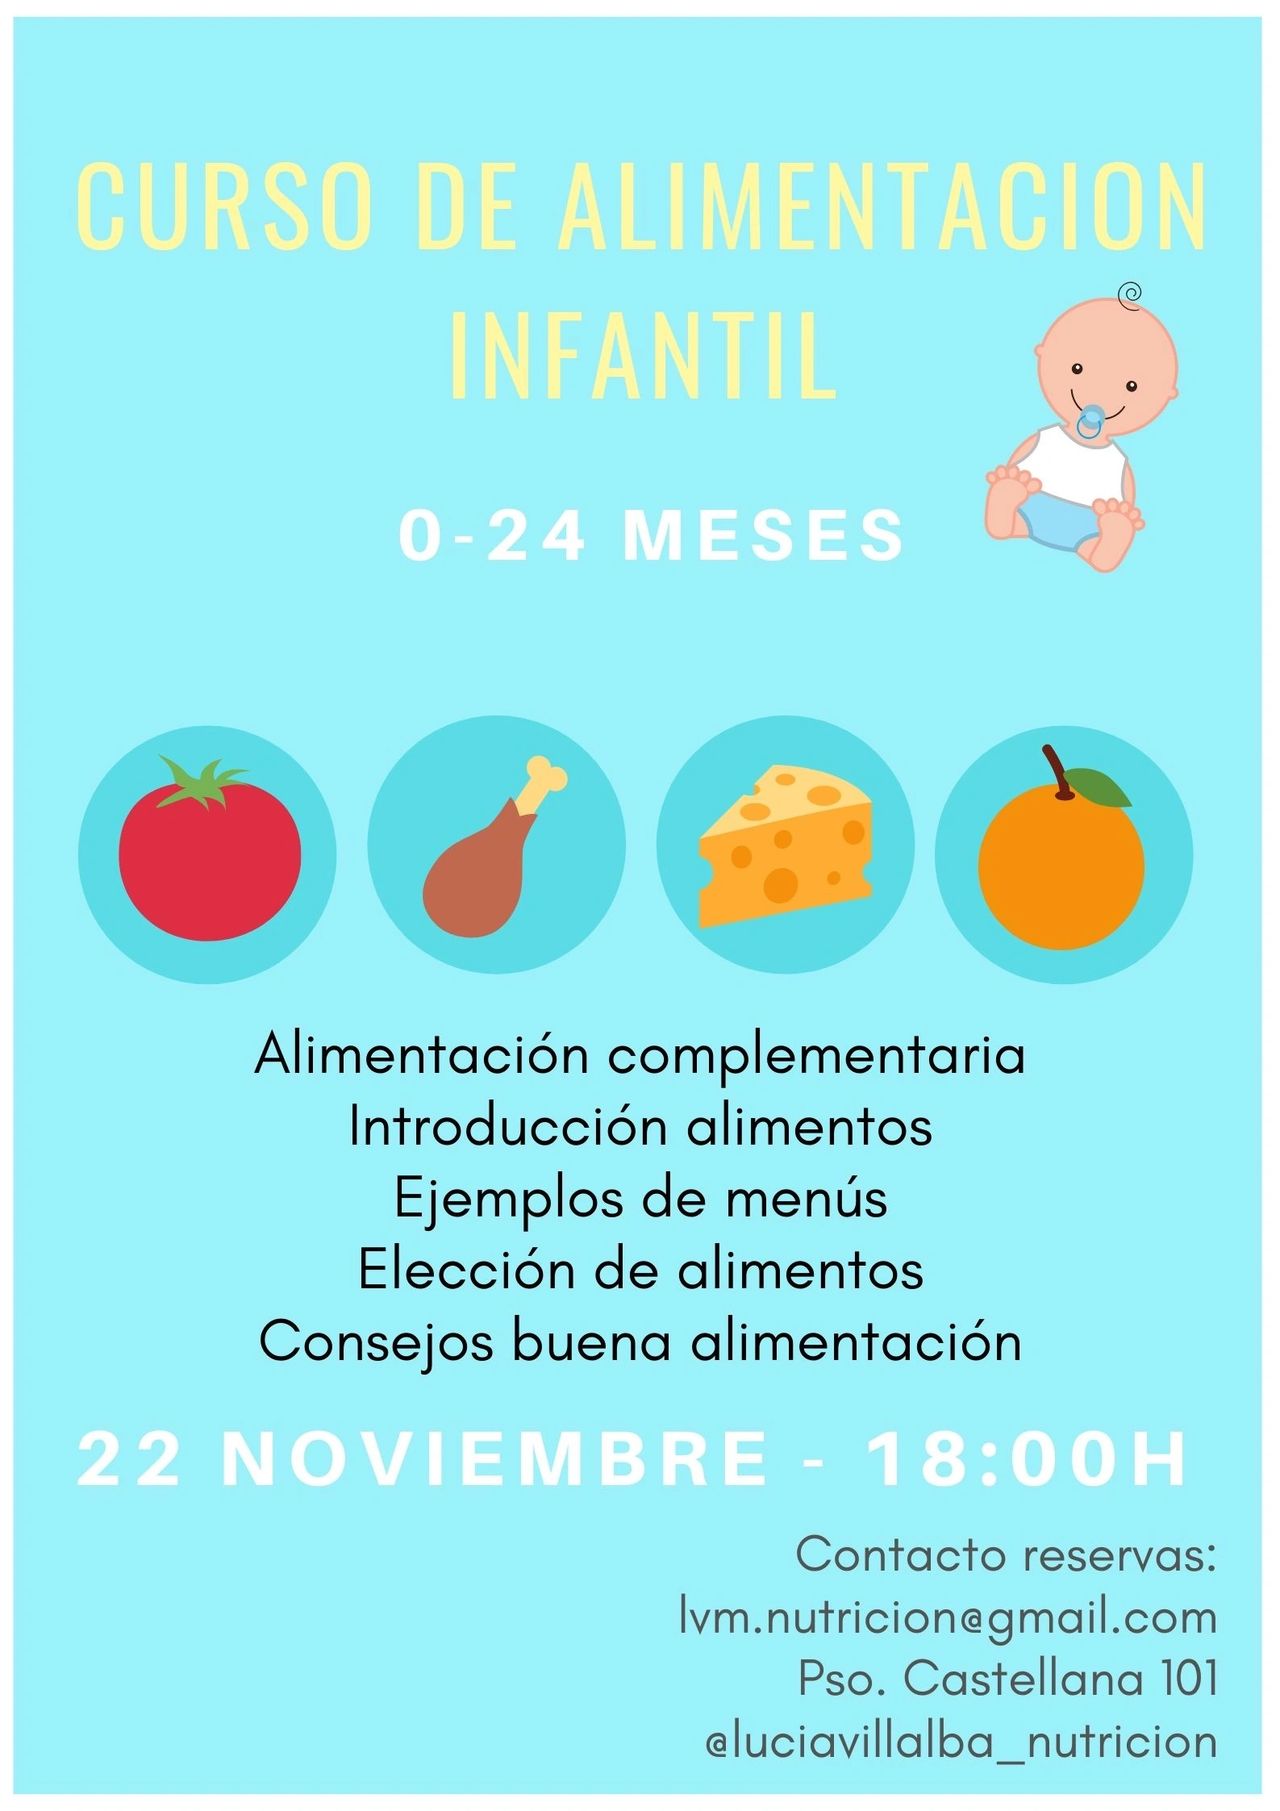 CURSO DE ALIMENTACION
INFANTIL
0-24 MESES
Alimentación complementaria
Introducción alimentos
Ejemplos de menús
Elección de alimentos
Consejos buena alimentación
22 NOVIEMBRE - 18:00H
Contacto reservas:
lvm.nutricion@gmail.com
Pso. Castellana 101
@luciavillalba_nutricion